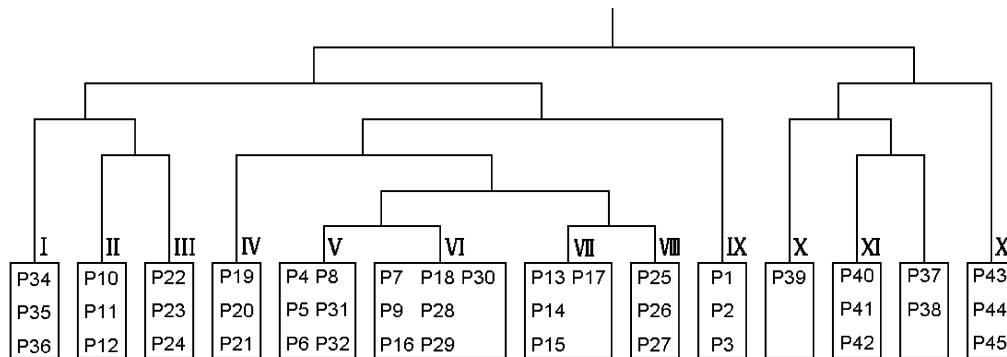 I II III IV V VI VII VIII IX X XI X
P34 P10 P22 P19 P4 P8 P7 P18 P30 P13 P17 P25 P1 P39 P40 P37 P43
P35 P11 P23 P20 P5 P31 P9 P28 P14 P26 P2 P41 P38 P44
P36 P12 P24 P21 P6 P32 P16 P29 P15 P27 P3 P42 P45